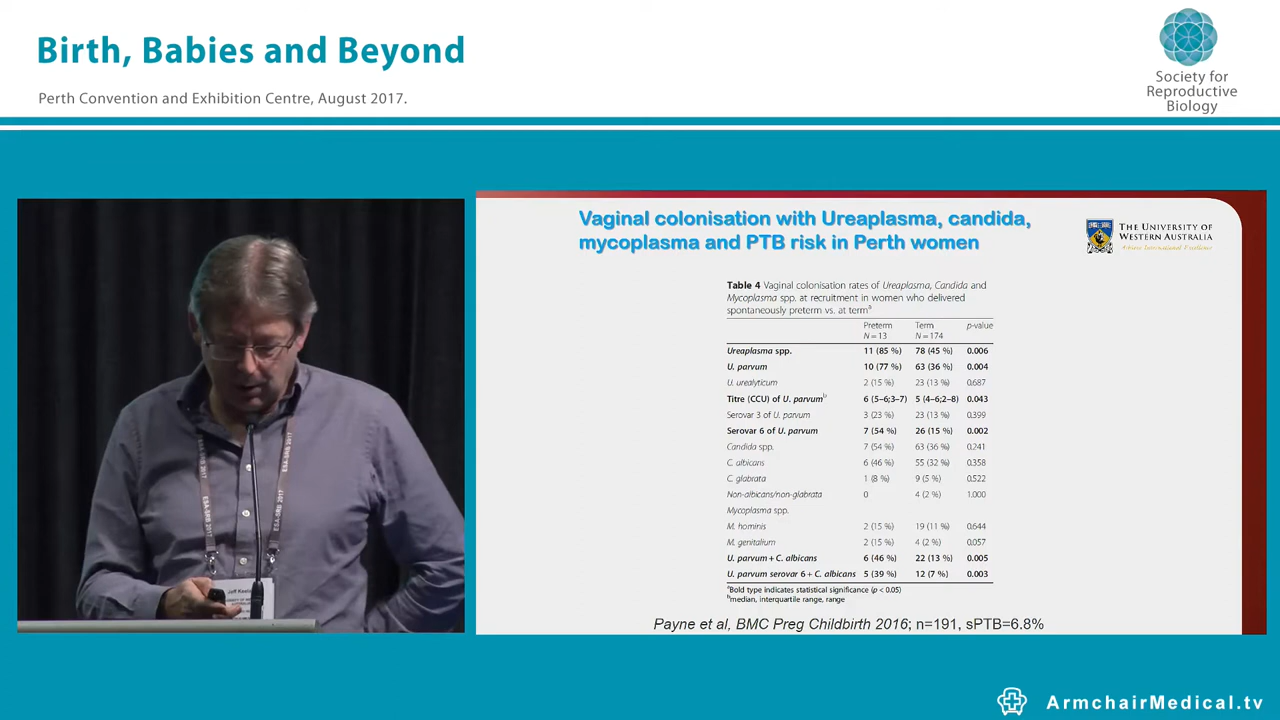 Birth, Babies and Beyond
Perth Convention and Exhibition Centre, August 2017.
Society for
Reproductive
Biology
Vaginal colonisation with Ureaplasma, candida,
mycoplasma and PTB risk in Perth women
THE UNIVERSITY OF
WESTERN AUSTRALIA
Table 4 Vaginal colonisation rates of Ureaplasma, Candida and
Mycoplasma spp. at recruitment in women who delivered
spontaneously preterm vs. at term^a
Preterm Term p-value
N = 13 N = 174
Ureaplasma spp. 11 (85 %) 78 (45 %) 0.006
U. parvum 10 (77 %) 63 (36 %) 0.004
U. urealyticum 2 (15 %) 23 (13 %) 0.687
Titre (CCU) of U. parvum^b 6 (5–6;3–7) 5 (4–6;2–8) 0.043
Serovar 3 of U. parvum 3 (23 %) 23 (13 %) 0.399
Serovar 6 of U. parvum 7 (54 %) 26 (15 %) 0.002
Candida spp. 7 (54 %) 63 (36 %) 0.241
C. albicans 6 (46 %) 55 (32 %) 0.358
C. glabrata 1 (8 %) 9 (5 %) 0.522
Non-albicans/non-glabrata 0 4 (2 %) 1.000
Mycoplasma spp.
M. hominis 2 (15 %) 19 (11 %) 0.644
M. genitalium 2 (15 %) 4 (2 %) 0.057
U. parvum + C. albicans 6 (46 %) 22 (13 %) 0.005
U. parvum serovar 6 + C. albicans 5 (39 %) 12 (7 %) 0.003
^aBold type indicates statistical significance (p < 0.05)
^bmedian, interquartile range, range
Payne et al, BMC Preg Childbirth 2016; n=191, sPTB=6.8%
ESA-SRB 2017
ESA-SRB 2017
Jeff
ArmchairMedical.tv